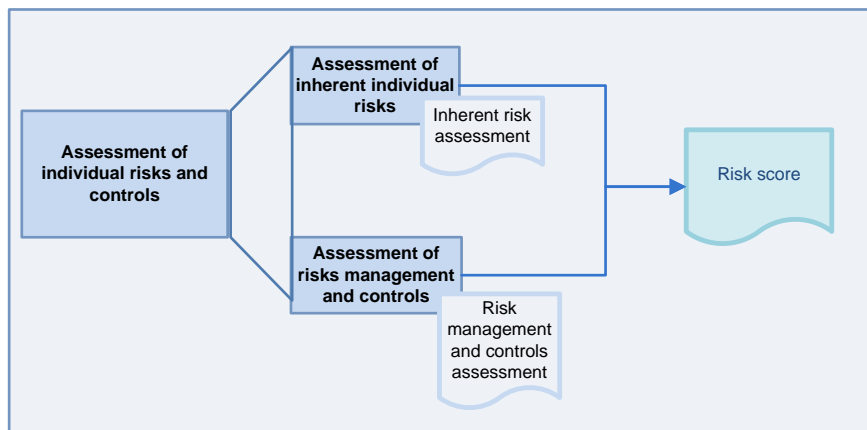 Assessment of
individual risks and
controls
Assessment of
inherent individual
risks
Inherent risk
assessment
Assessment of
risks management
and controls
Risk
management
and controls
assessment
Risk score